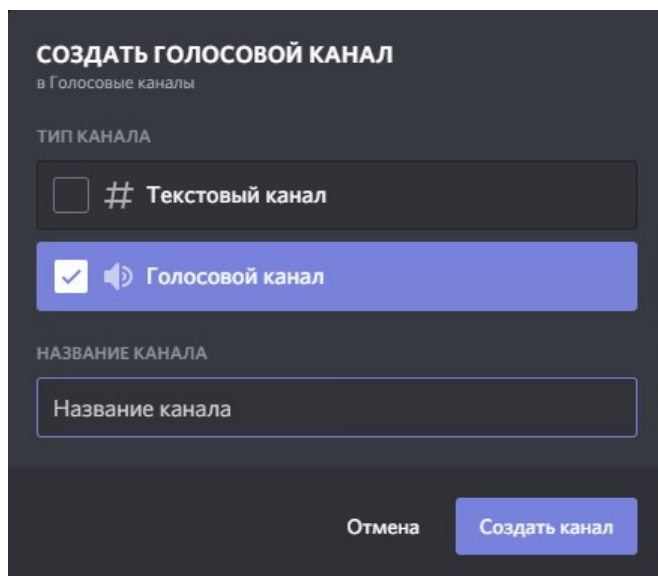 СОЗДАТЬ ГОЛОСОВОЙ КАНАЛ
в Голосовые каналы
ТИП КАНАЛА
# Текстовый канал
Голосовой канал
НАЗВАНИЕ КАНАЛА
Название канала
Отмена Создать канал